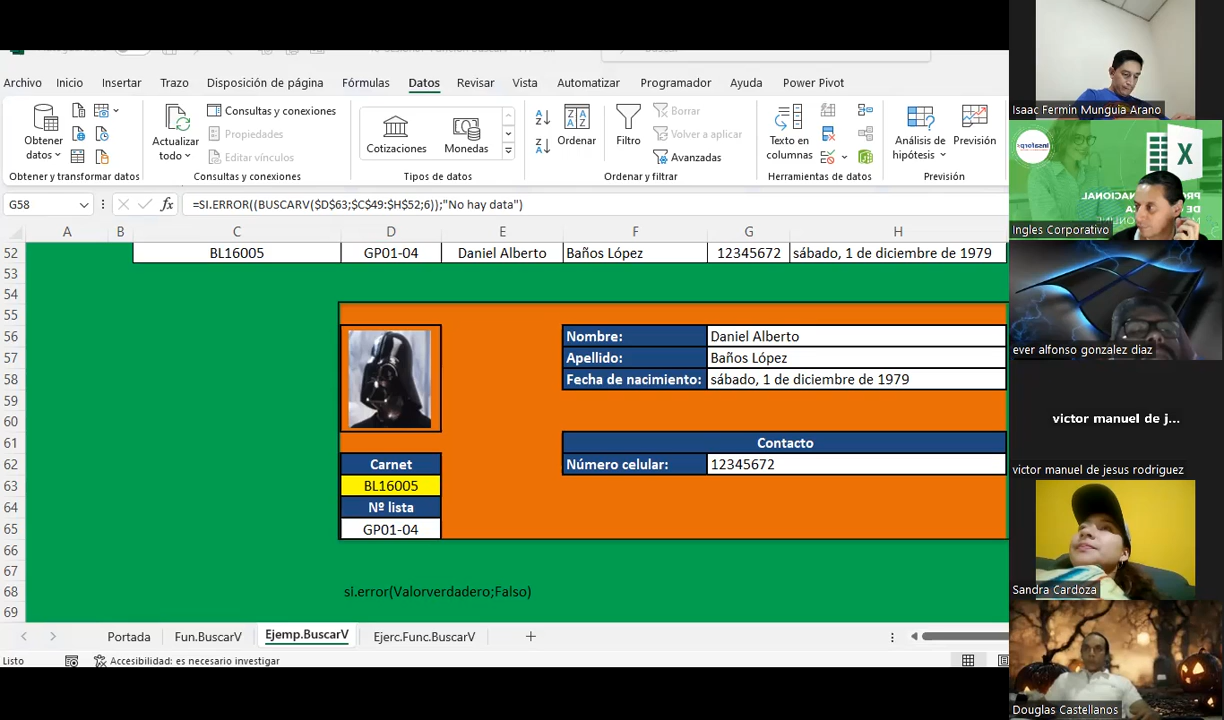 Archivo Inicio Insertar Trazo Disposición de página Fórmulas Datos Revisar Vista Automatizar Programador Ayuda Power Pivot
Obtener datos
Actualizar todo
Consultas y conexiones
Propiedades
Editar vínculos
Cotizaciones
Monedas
Ordenar
Filtro
Borrar
Volver a aplicar
Avanzadas
Texto en columnas
Análisis de hipótesis
Previsión
Obtener y transformar datos Consultas y conexiones Tipos de datos Ordenar y filtrar Herramientas de datos Previsión
G58 fx =SI.ERROR((BUSCARV($D$63;$C$49:$H$52;6));"No hay data")
A B C D E F G H
52 BL16005 GP01-04 Daniel Alberto Baños López 12345672 sábado, 1 de diciembre de 1979
53
54
55
56 Nombre: Daniel Alberto
57 Apellido: Baños López
58 Fecha de nacimiento: sábado, 1 de diciembre de 1979
59
60
61 Contacto
62 Carnet Número celular: 12345672
63 BL16005
64 Nº lista
65 GP01-04
66
67
68 si.error(Valorverdadero;Falso)
69
Portada Fun.BuscarV Ejemp.BuscarV Ejerc.Func.BuscarV
Listo Accesibilidad: es necesario investigar
Isaac Fermin Munguia Arano
Insaforp
X
Ingles Corporativo
ever alfonso gonzalez diaz
victor manuel de j...
victor manuel de jesus rodriguez
Sandra Cardoza
Douglas Castellanos